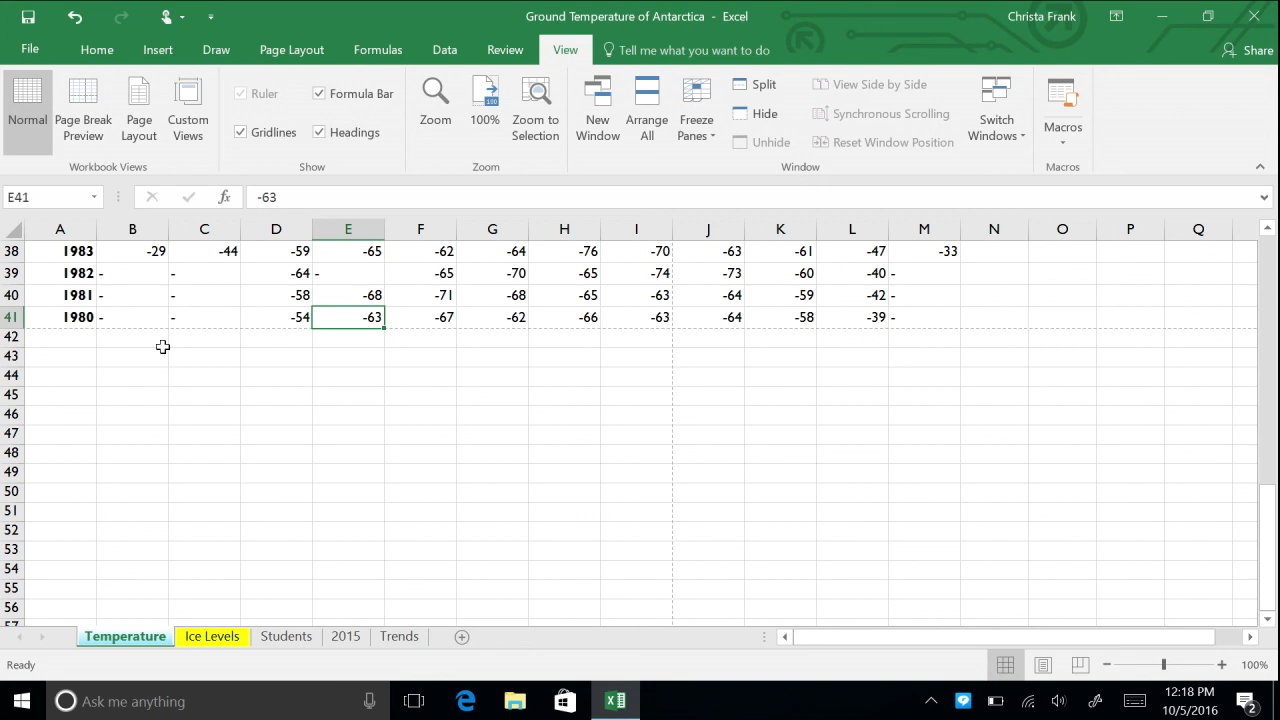 Ground Temperature of Antarctica - Excel
Christa Frank
File Home Insert Draw Page Layout Formulas Data Review View Tell me what you want to do Share
Normal
Page Break Preview
Page Layout
Custom Views
Workbook Views
Ruler
Formula Bar
Gridlines
Headings
Show
Zoom
100
100%
Zoom to Selection
Zoom
New Window
Arrange All
Freeze Panes
Split
Hide
Unhide
View Side by Side
Synchronous Scrolling
Reset Window Position
Window
Switch Windows
Macros
Macros
E41 fx -63
A B C D E F G H I J K L M N O P Q
38 1983 -29 -44 -59 -65 -62 -64 -76 -70 -63 -61 -47 -33
39 1982 - - -64 - -65 -70 -65 -74 -73 -60 -40 -
40 1981 - - -58 -68 -71 -68 -65 -63 -64 -59 -42 -
41 1980 - - -54 -63 -67 -62 -66 -63 -64 -58 -39 -
42
43
44
45
46
47
48
49
50
51
52
53
54
55
56
57
Temperature Ice Levels Students 2015 Trends
Ready
100%
Ask me anything
12:18 PM
10/5/2016
2